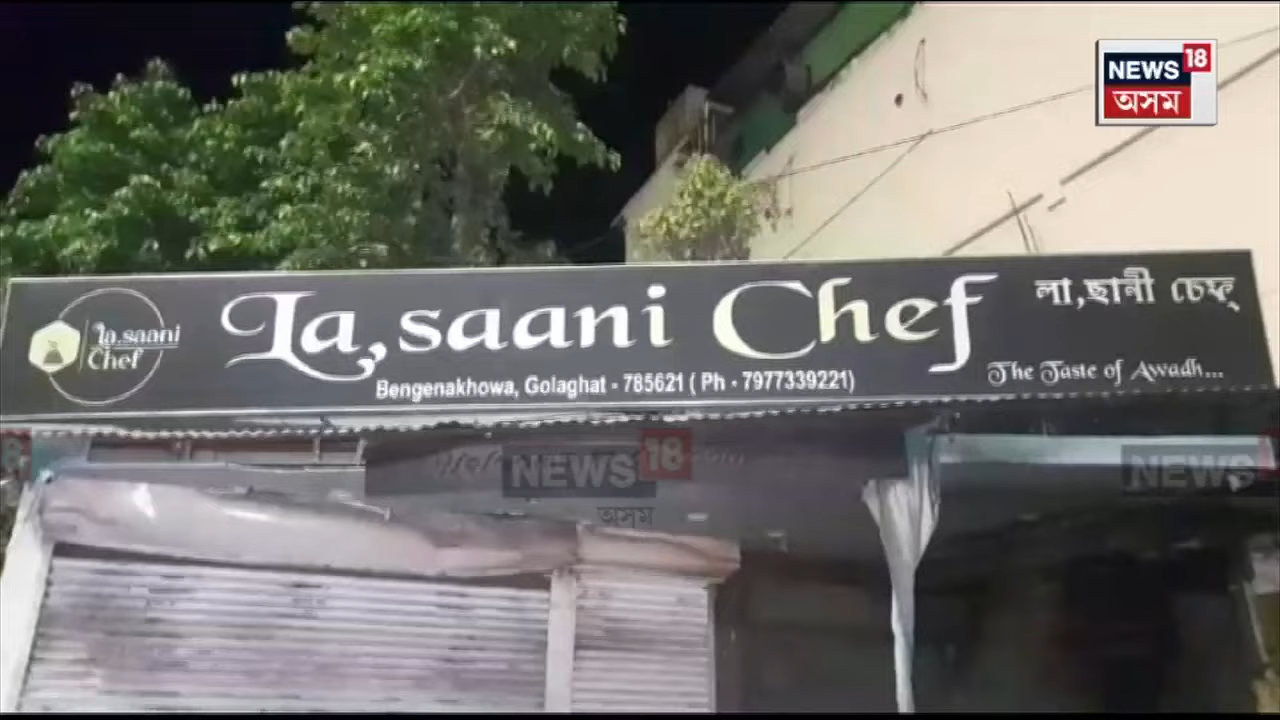 NEWS 18
অসম
La,saani Chef
লা,ছানী চেফ্
la.saani
Chef
Bengenakhowa, Golaghat - 785621 ( Ph - 7977339221)
The Taste of Awadh...
NEWS 18
NEWS
অসম